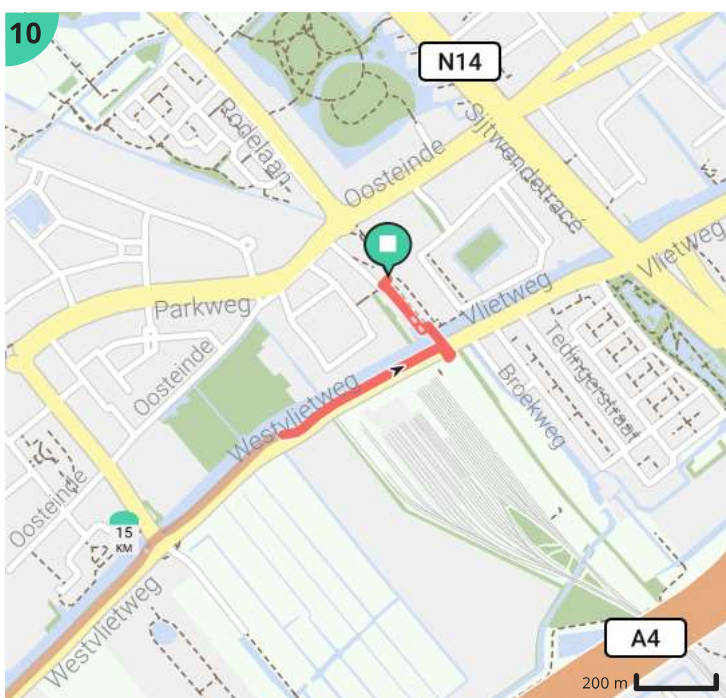 10
N14
Rodelaan
Sijtwendetracé
Oosteinde
Vlietweg
Vlietweg
Parkweg
Tedingerstraat
Oosteinde
Broekweg
Westvlietweg
Oosteinde
15
KM
Westvlietweg
A4
200 m